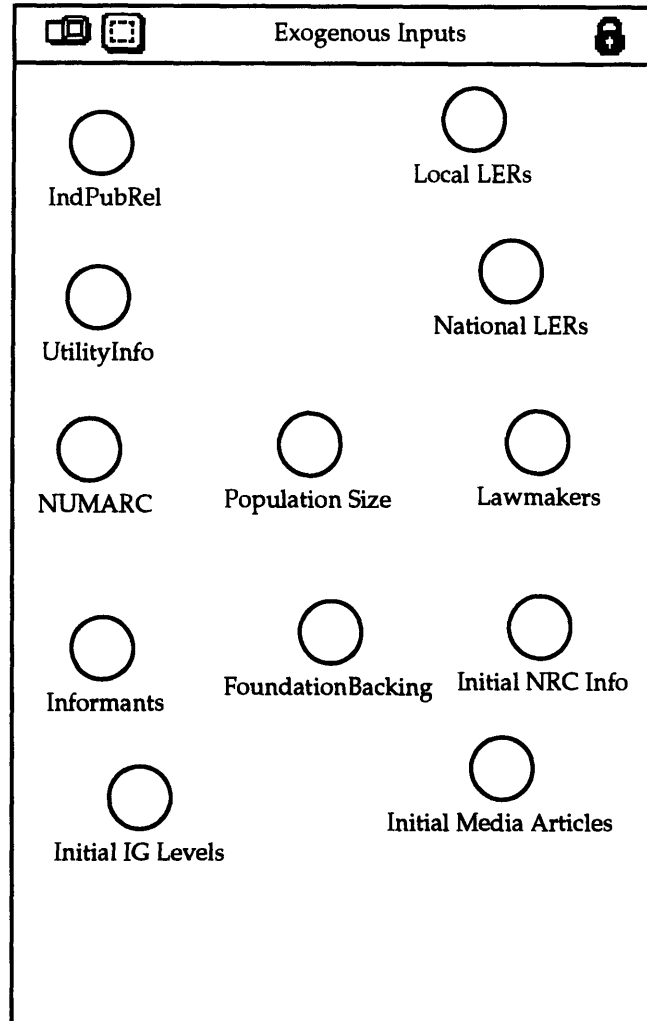 Exogenous Inputs
IndPubRel
Local LERs
UtilityInfo
National LERs
NUMARC
Population Size
Lawmakers
Informants
FoundationBacking
Initial NRC Info
Initial IG Levels
Initial Media Articles